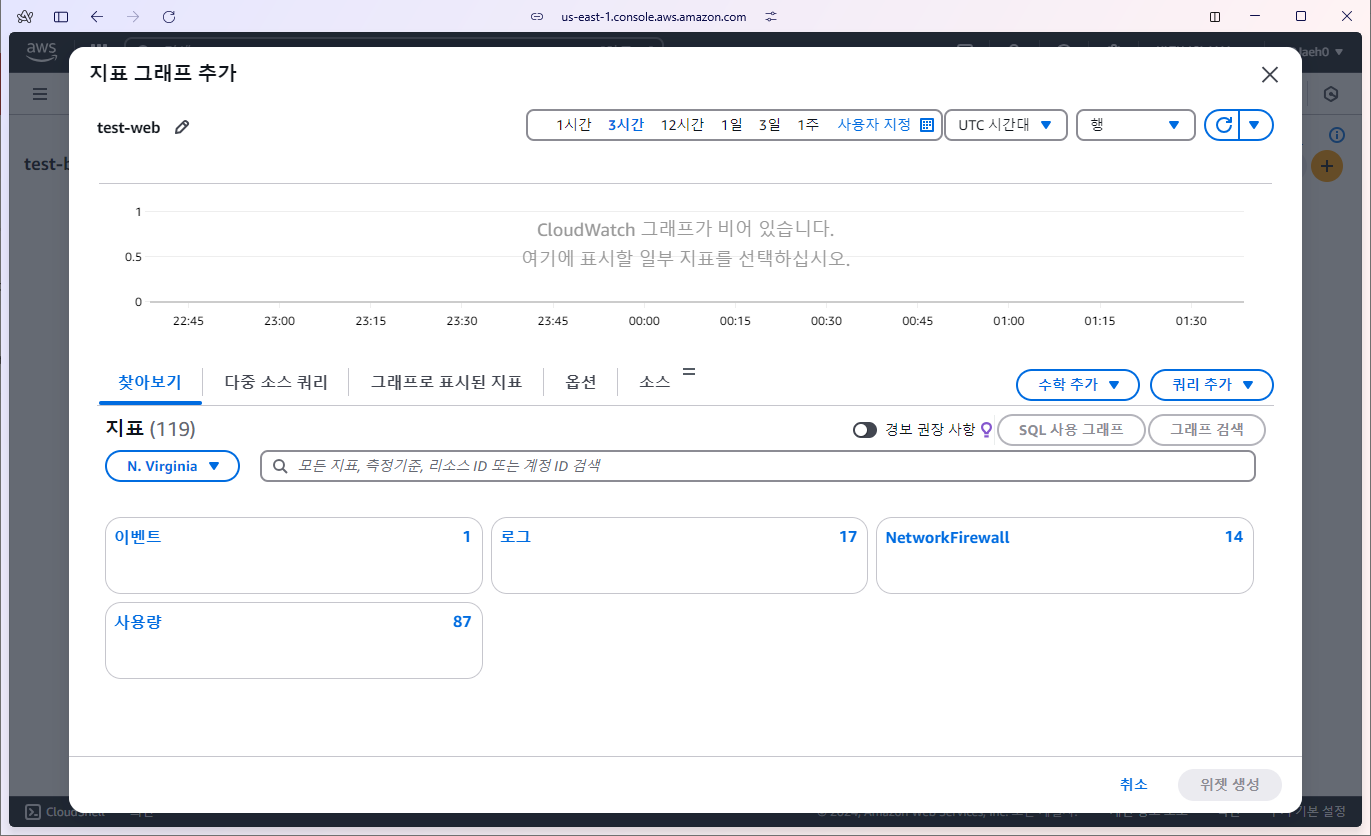 us-east-1.console.aws.amazon.com
aws
지표 그래프 추가
test-web
1시간 3시간 12시간 1일 3일 1주 사용자 지정
UTC 시간대
행
1
CloudWatch 그래프가 비어 있습니다.
0.5
여기에 표시할 일부 지표를 선택하십시오.
0
22:45 23:00 23:15 23:30 23:45 00:00 00:15 00:30 00:45 01:00 01:15 01:30
찾아보기 다중 소스 쿼리 그래프로 표시된 지표 옵션 소스
수학 추가 쿼리 추가
지표 (119)
경보 권장 사항 SQL 사용 그래프 그래프 검색
N. Virginia
모든 지표, 측정기준, 리소스 ID 또는 계정 ID 검색
이벤트 1
로그 17
NetworkFirewall 14
사용량 87
취소 위젯 생성
CloudShell